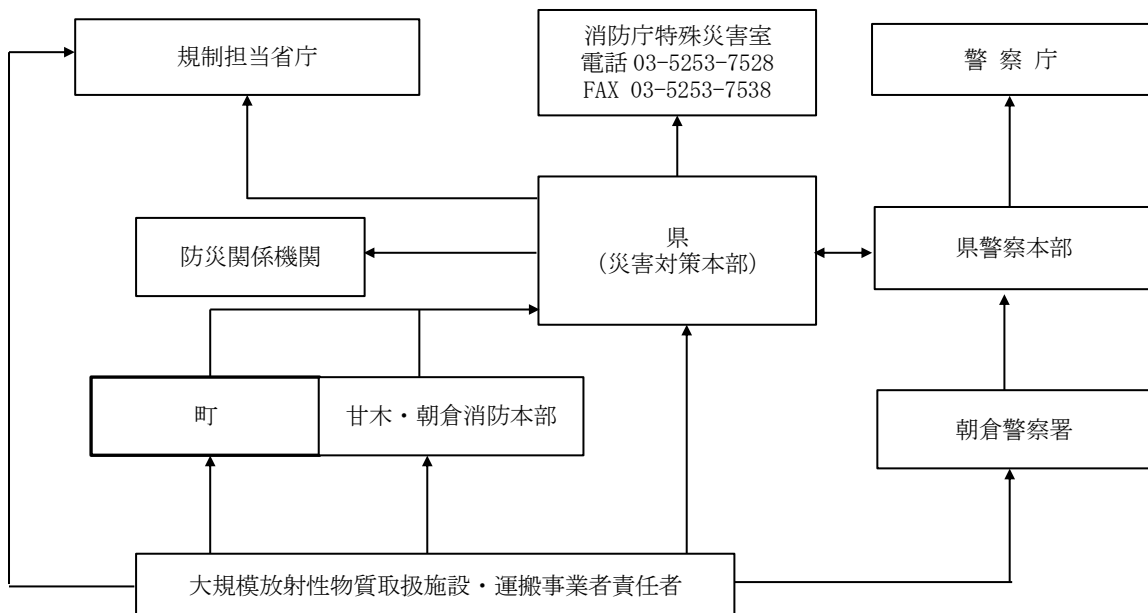 規制担当省庁
消防庁特殊災害室
電話 03-5253-7528
FAX 03-5253-7538
警 察 庁
防災関係機関
県
(災害対策本部)
県警察本部
町
甘木・朝倉消防本部
朝倉警察署
大規模放射性物質取扱施設・運搬事業者責任者